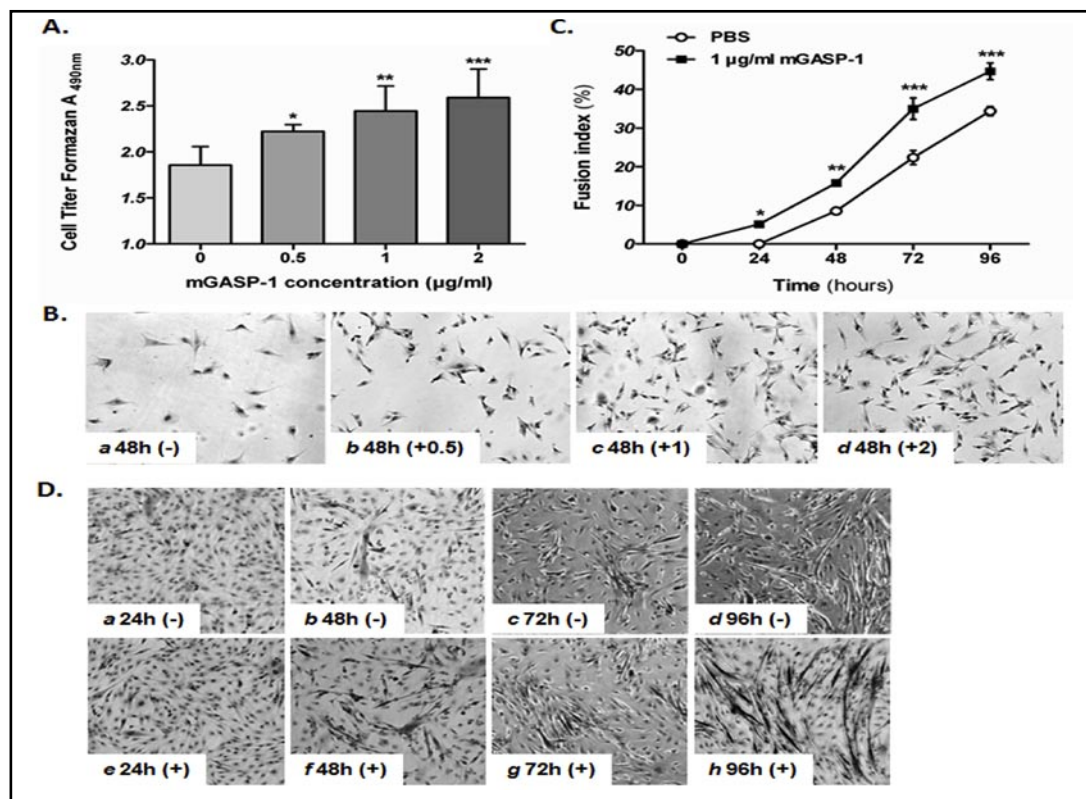 A.
Cell Titer Formazan A 490nm
3.0
2.5
2.0
1.5
1.0
*
**
***
0 0.5 1 2
mGASP-1 concentration (µg/ml)
C.
PBS
1 µg/ml mGASP-1
Fusion index (%)
50
40
30
20
10
0
*
**
***
***
0 24 48 72 96
Time (hours)
B.
a 48h (-)
b 48h (+0.5)
c 48h (+1)
d 48h (+2)
D.
a 24h (-)
b 48h (-)
c 72h (-)
d 96h (-)
e 24h (+)
f 48h (+)
g 72h (+)
h 96h (+)